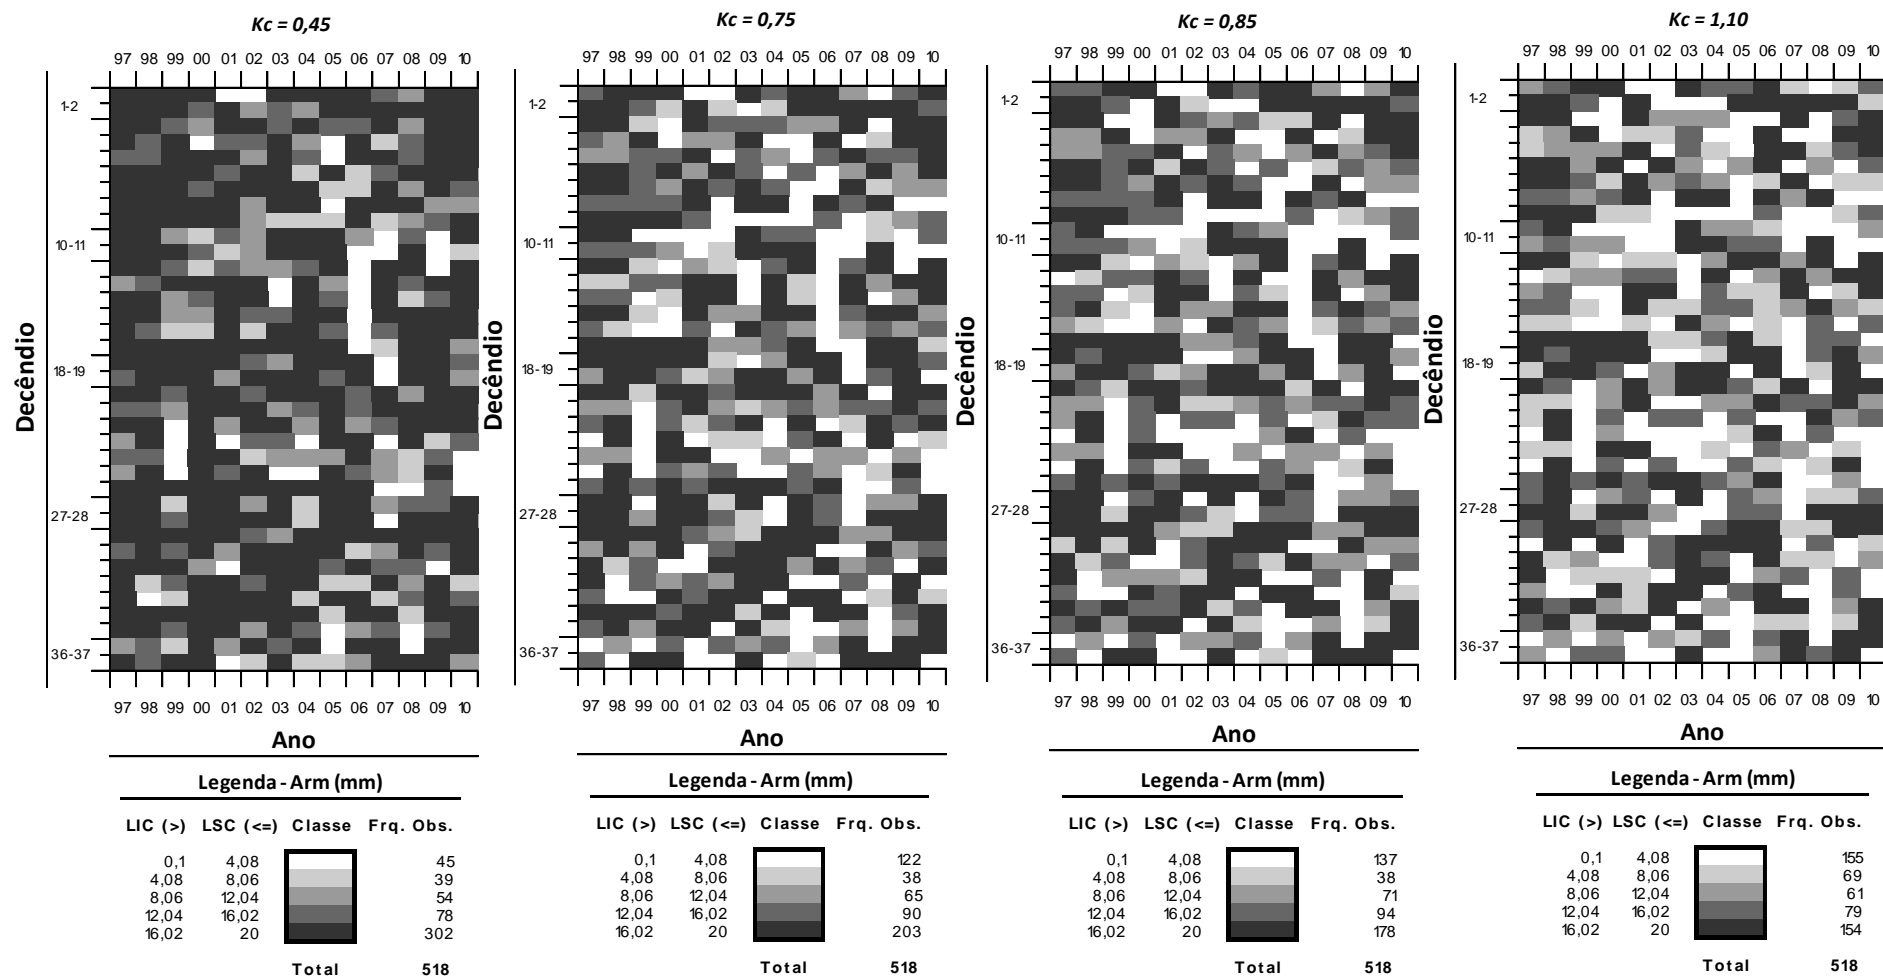 Kc = 0,45
97 98 99 00 01 02 03 04 05 06 07 08 09 10
1-2
10-11
18-19
27-28
36-37
Decêndio
97 98 99 00 01 02 03 04 05 06 07 08 09 10
Ano
Legenda - Arm (mm)
LIC (>) LSC (<=) Classe Frq. Obs.
0,1 4,08 45
4,08 8,06 39
8,06 12,04 54
12,04 16,02 78
16,02 20 302
Total 518
Kc = 0,75
97 98 99 00 01 02 03 04 05 06 07 08 09 10
1-2
10-11
18-19
27-28
36-37
Decêndio
97 98 99 00 01 02 03 04 05 06 07 08 09 10
Ano
Legenda - Arm (mm)
LIC (>) LSC (<=) Classe Frq. Obs.
0,1 4,08 122
4,08 8,06 38
8,06 12,04 65
12,04 16,02 90
16,02 20 203
Total 518
Kc = 0,85
97 98 99 00 01 02 03 04 05 06 07 08 09 10
1-2
10-11
18-19
27-28
36-37
Decêndio
97 98 99 00 01 02 03 04 05 06 07 08 09 10
Ano
Legenda - Arm (mm)
LIC (>) LSC (<=) Classe Frq. Obs.
0,1 4,08 137
4,08 8,06 38
8,06 12,04 71
12,04 16,02 94
16,02 20 178
Total 518
Kc = 1,10
97 98 99 00 01 02 03 04 05 06 07 08 09 10
1-2
10-11
18-19
27-28
36-37
Decêndio
97 98 99 00 01 02 03 04 05 06 07 08 09 10
Ano
Legenda - Arm (mm)
LIC (>) LSC (<=) Classe Frq. Obs.
0,1 4,08 155
4,08 8,06 69
8,06 12,04 61
12,04 16,02 79
16,02 20 154
Total 518